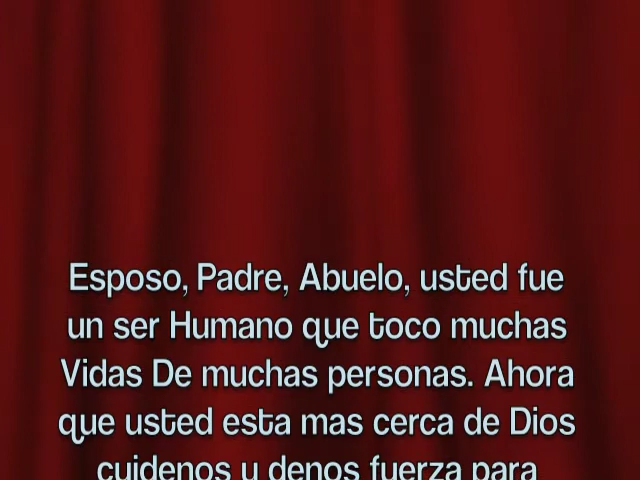 Esposo, Padre, Abuelo, usted fue
un ser Humano que toco muchas
Vidas De muchas personas. Ahora
que usted esta mas cerca de Dios
cuidenos y denos fuerza para